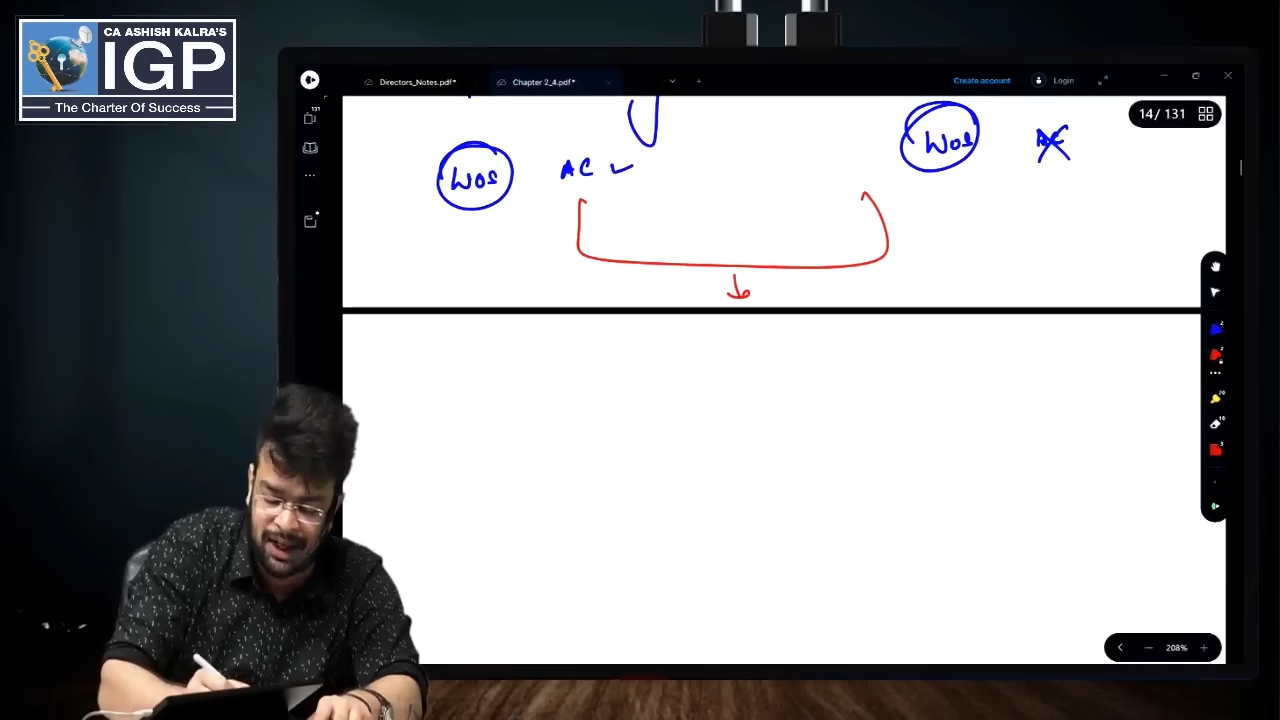 CA ASHISH KALRA'S
IGP
The Charter Of Success
Directors_Notes.pdf*
Chapter 2_4.pdf*
Create account
Login
131
14 / 131
WOS
AC ✓
WOS
AC
208%